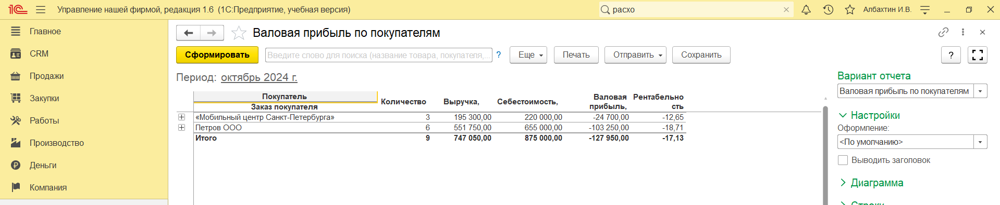 1С Управление нашей фирмой, редакция 1.6 (1С:Предприятие, учебная версия) расхо Албахтин И.В.
Главное
CRM
Продажи
Закупки
Работы
Производство
Деньги
Компания
Валовая прибыль по покупателям
Сформировать Введите слово для поиска (название товара, покупателя,... ? Еще Печать Отправить Сохранить ?
Период: октябрь 2024 г.
Покупатель Количество Выручка, Себестоимость, Валовая прибыль, Рентабельно сть
Заказ покупателя
«Мобильный центр Санкт-Петербурга» 3 195 300,00 220 000,00 -24 700,00 -12,65
Петров ООО 6 551 750,00 655 000,00 -103 250,00 -18,71
Итого 9 747 050,00 875 000,00 -127 950,00 -17,13
Вариант отчета
Валовая прибыль по покупателям
Настройки
Оформление:
<По умолчанию>
Выводить заголовок
Диаграмма
Строки